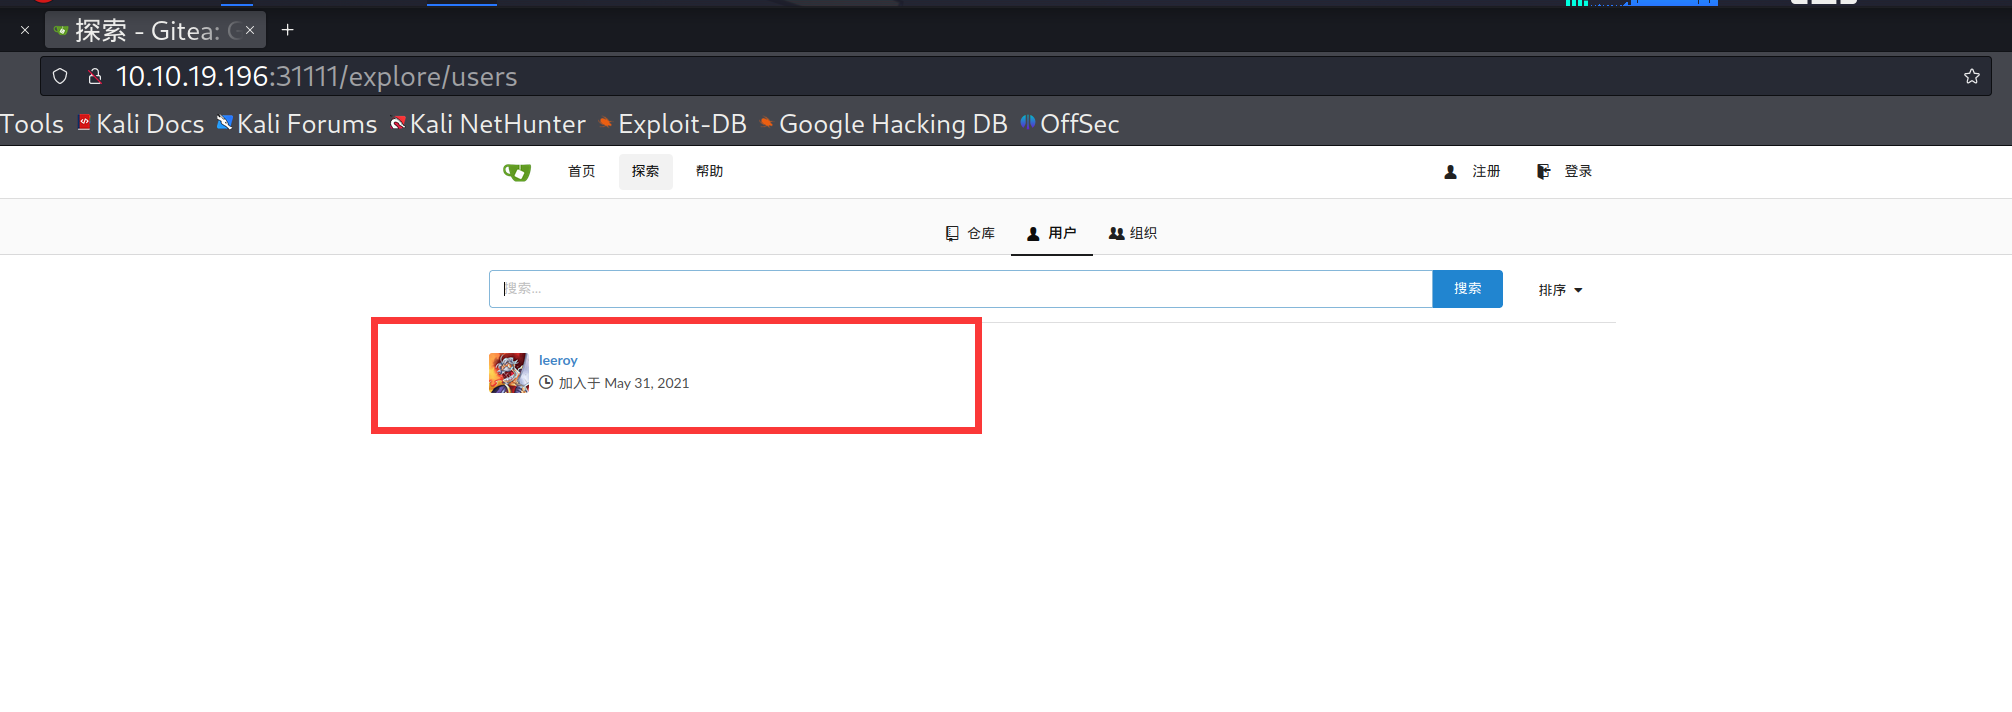 探索 - Gitea: G
10.10.19.196:31111/explore/users
Tools Kali Docs Kali Forums Kali NetHunter Exploit-DB Google Hacking DB OffSec
首页 探索 帮助 注册 登录
仓库 用户 组织
搜索... 搜索 排序
leeroy
加入于 May 31, 2021